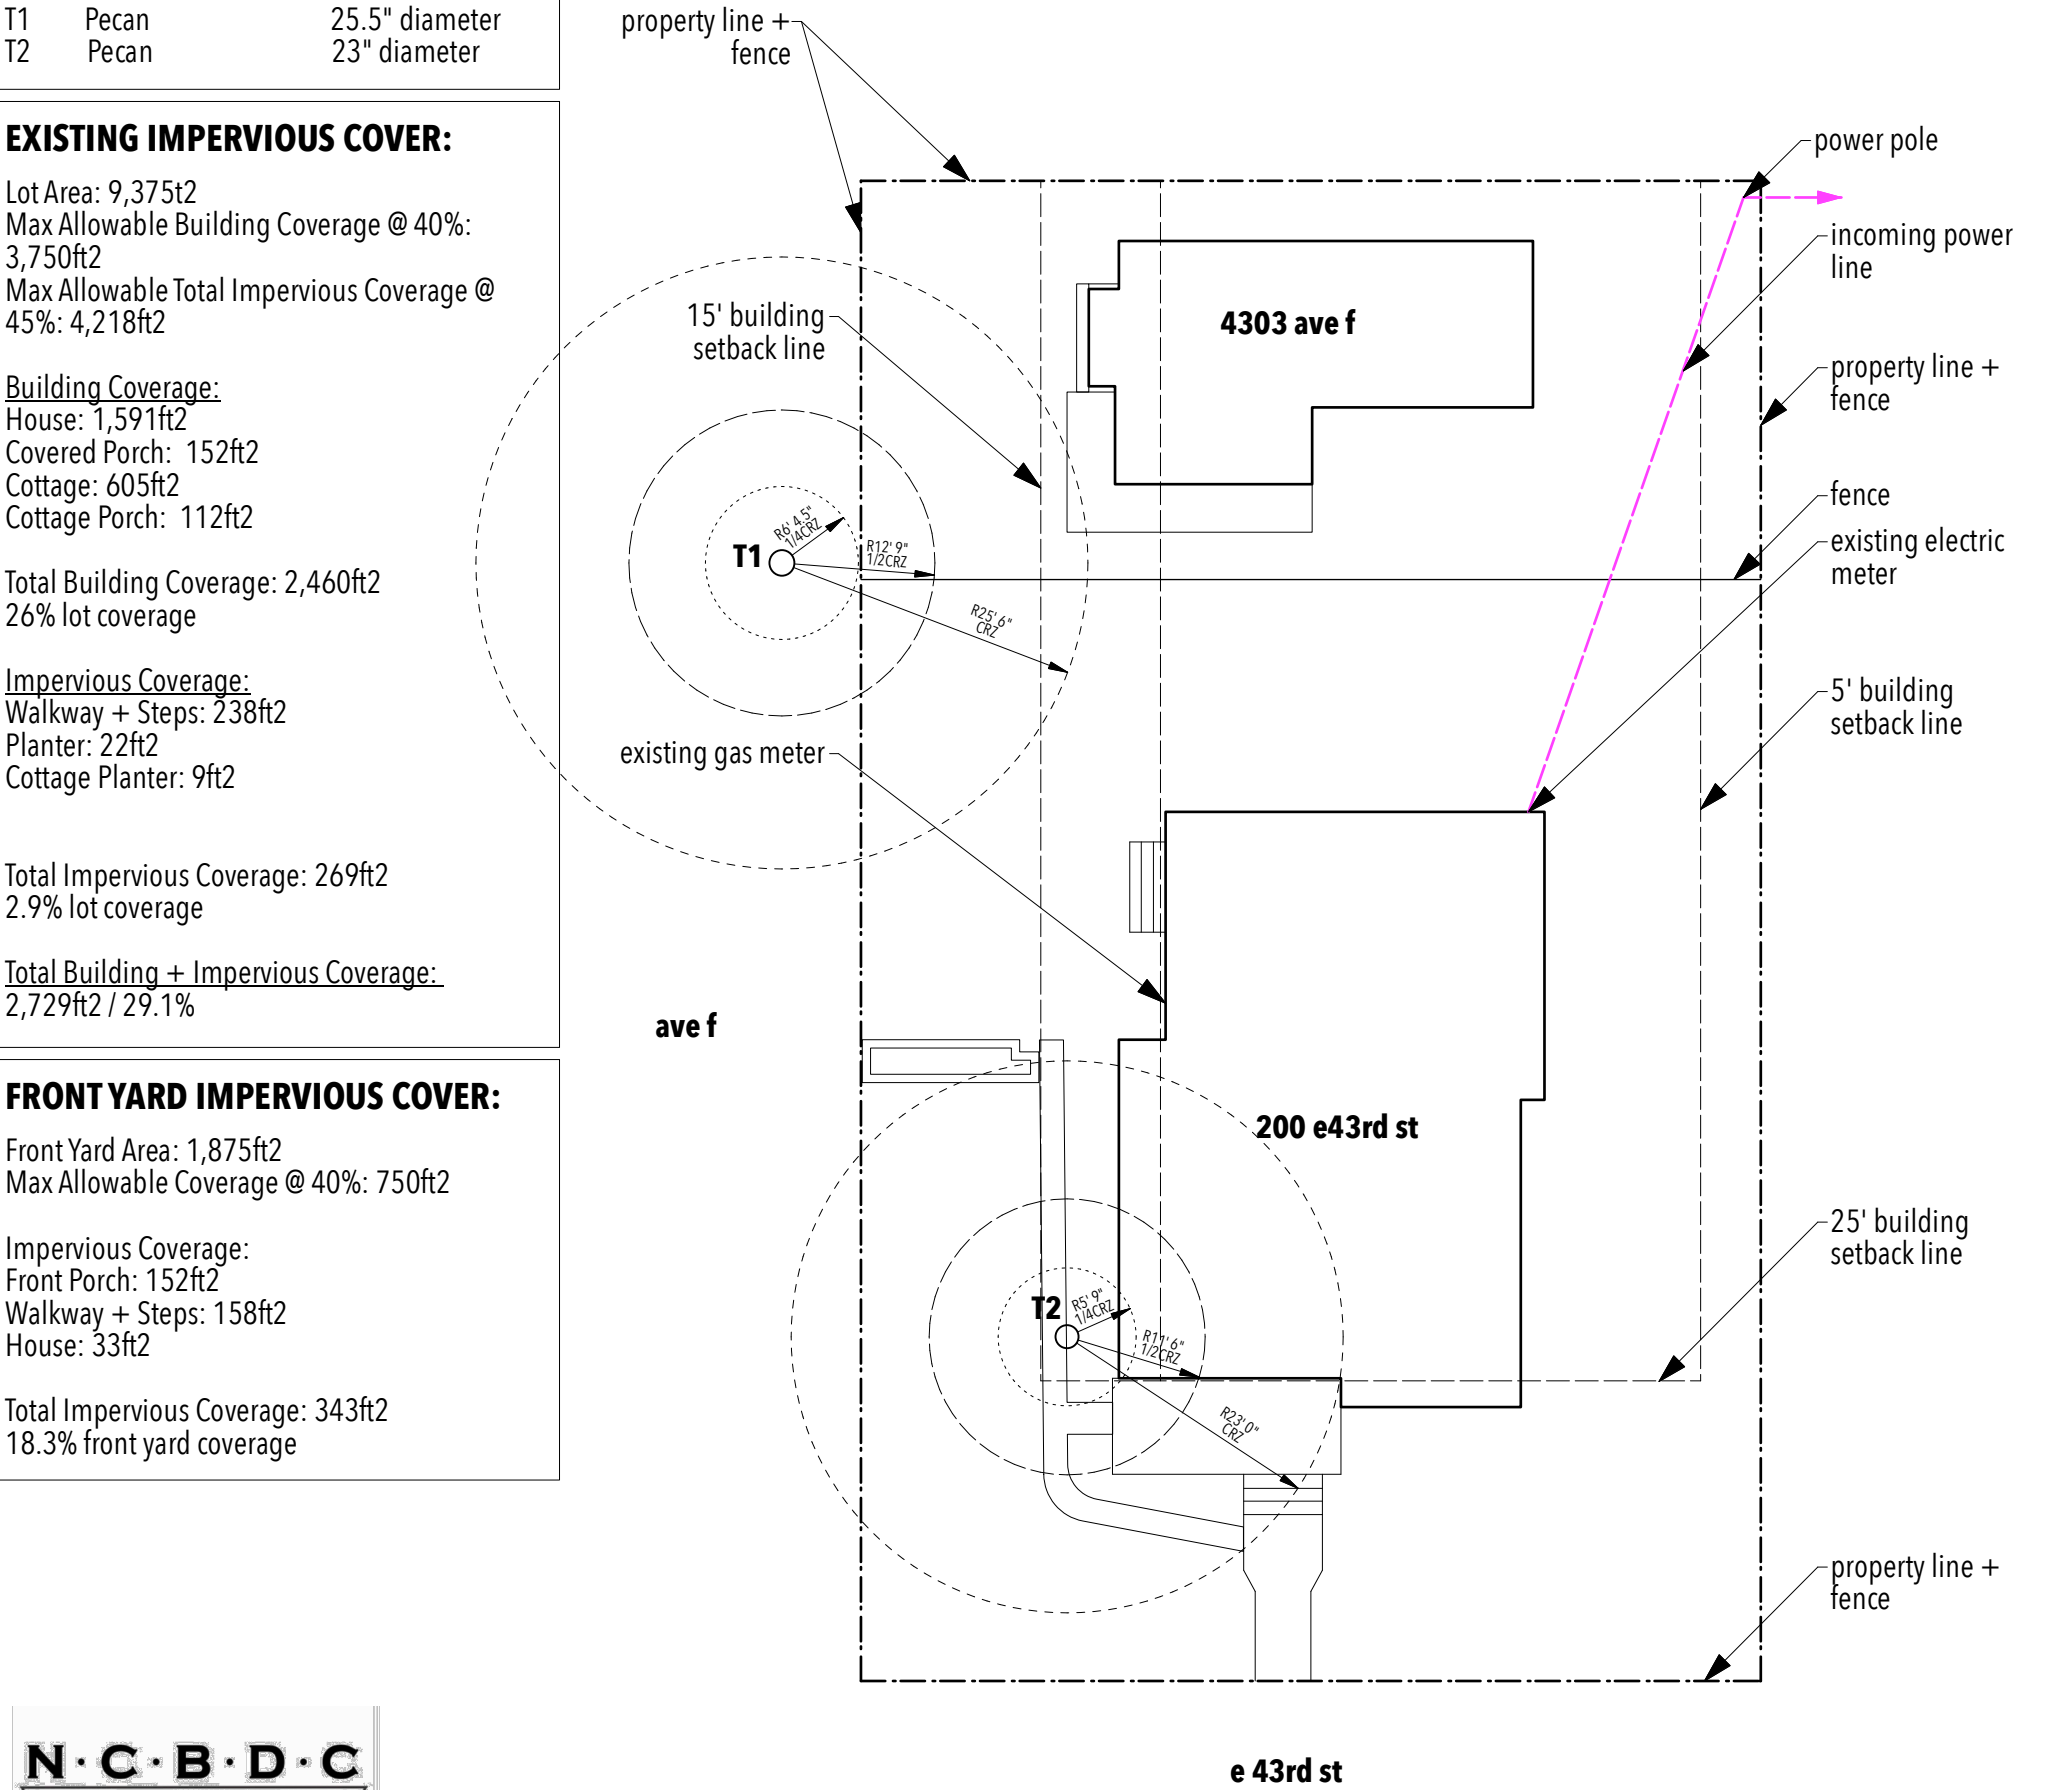 T1 Pecan 25.5" diameter
T2 Pecan 23" diameter
EXISTING IMPERVIOUS COVER:
Lot Area: 9,375t2
Max Allowable Building Coverage @ 40%:
3,750ft2
Max Allowable Total Impervious Coverage @
45%: 4,218ft2
Building Coverage:
House: 1,591ft2
Covered Porch: 152ft2
Cottage: 605ft2
Cottage Porch: 112ft2
Total Building Coverage: 2,460ft2
26% lot coverage
Impervious Coverage:
Walkway + Steps: 238ft2
Planter: 22ft2
Cottage Planter: 9ft2
Total Impervious Coverage: 269ft2
2.9% lot coverage
Total Building + Impervious Coverage:
2,729ft2 / 29.1%
FRONT YARD IMPERVIOUS COVER:
Front Yard Area: 1,875ft2
Max Allowable Coverage @ 40%: 750ft2
Impervious Coverage:
Front Porch: 152ft2
Walkway + Steps: 158ft2
House: 33ft2
Total Impervious Coverage: 343ft2
18.3% front yard coverage
N·C·B·D·C
property line +
fence
power pole
incoming power
line
15' building
setback line
4303 ave f
property line +
fence
fence
existing electric
meter
T1
R6' 4.5"
1/4CRZ
R12' 9"
1/2CRZ
R25' 6"
CRZ
5' building
setback line
existing gas meter
ave f
200 e43rd st
25' building
setback line
T2
R5' 9"
1/4CRZ
R11' 6"
1/2CRZ
R23' 0"
CRZ
property line +
fence
e 43rd st